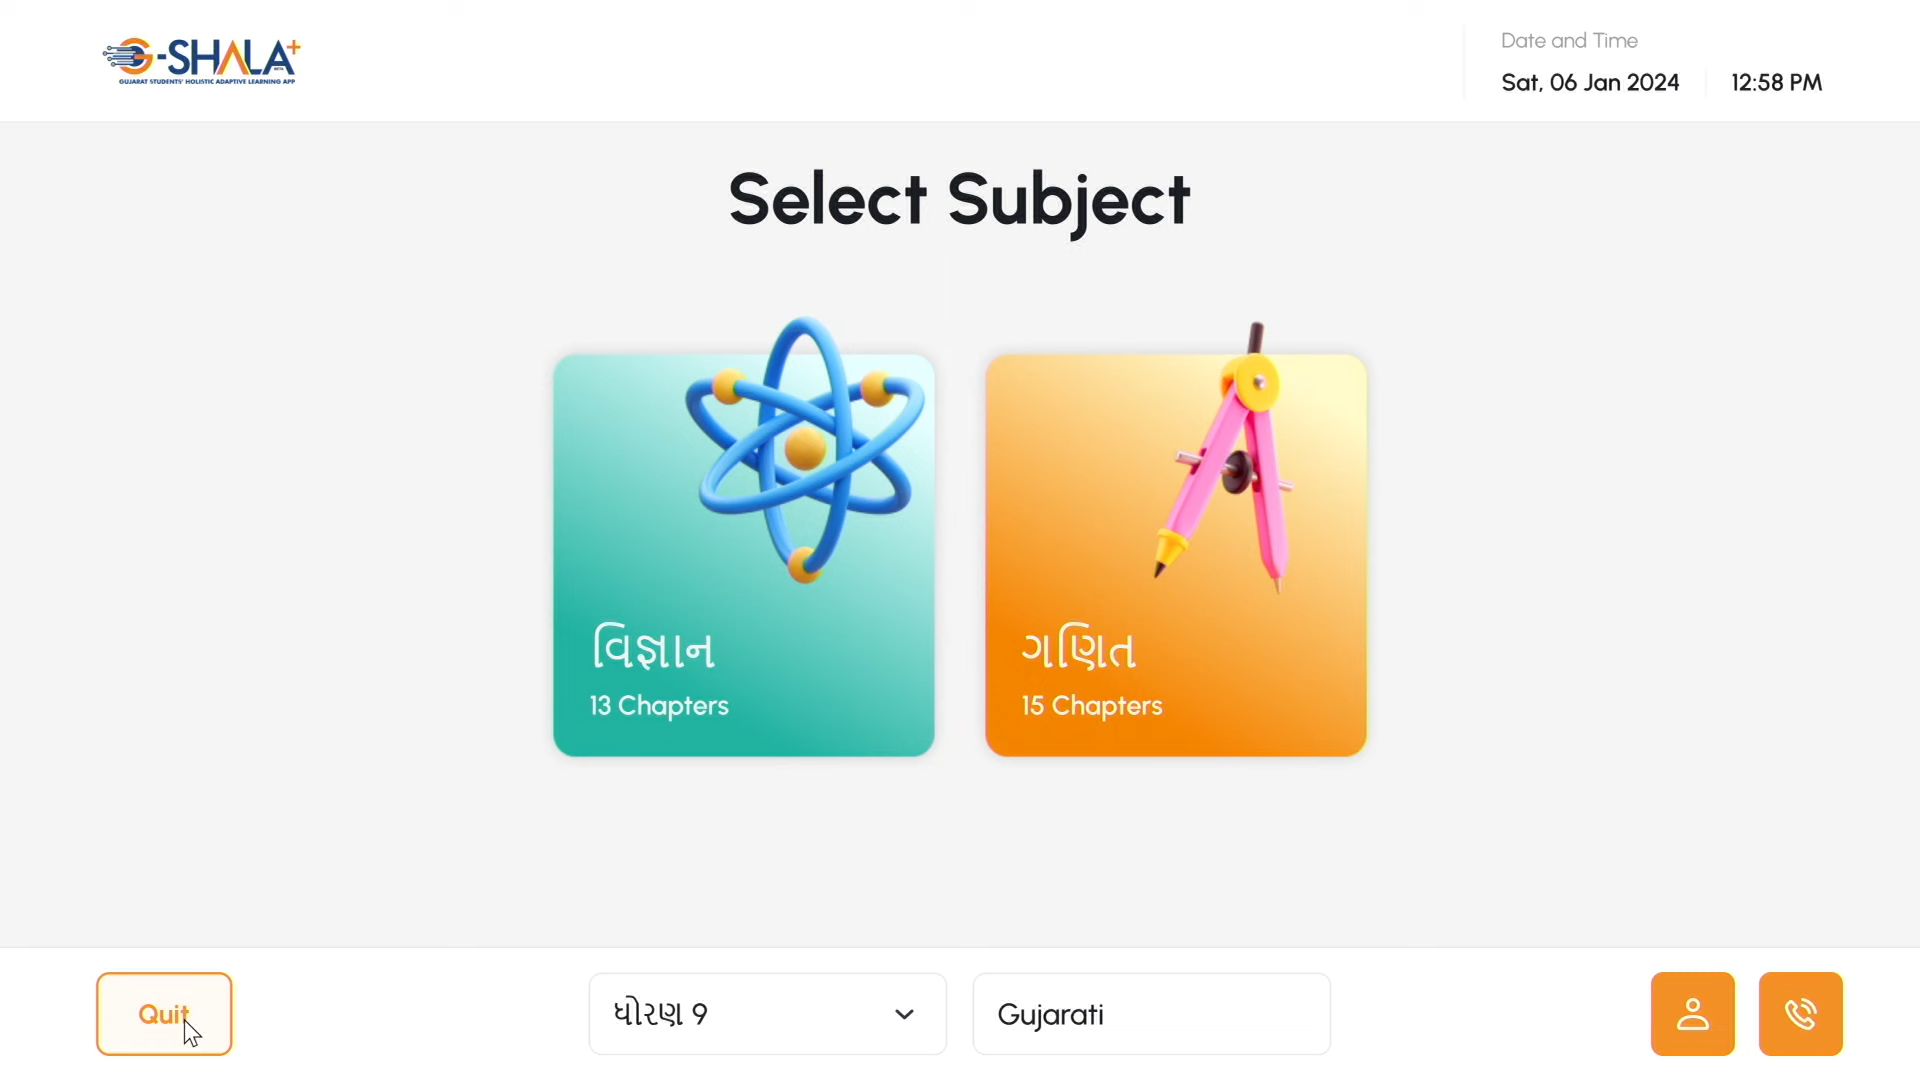 G-SHALA+
GUJARAT STUDENTS' HOLISTIC ADAPTIVE LEARNING APP
Date and Time
Sat, 06 Jan 2024
12:58 PM
Select Subject
વિજ્ઞાન
13 Chapters
ગણિત
15 Chapters
Quit
ધોરણ 9
Gujarati